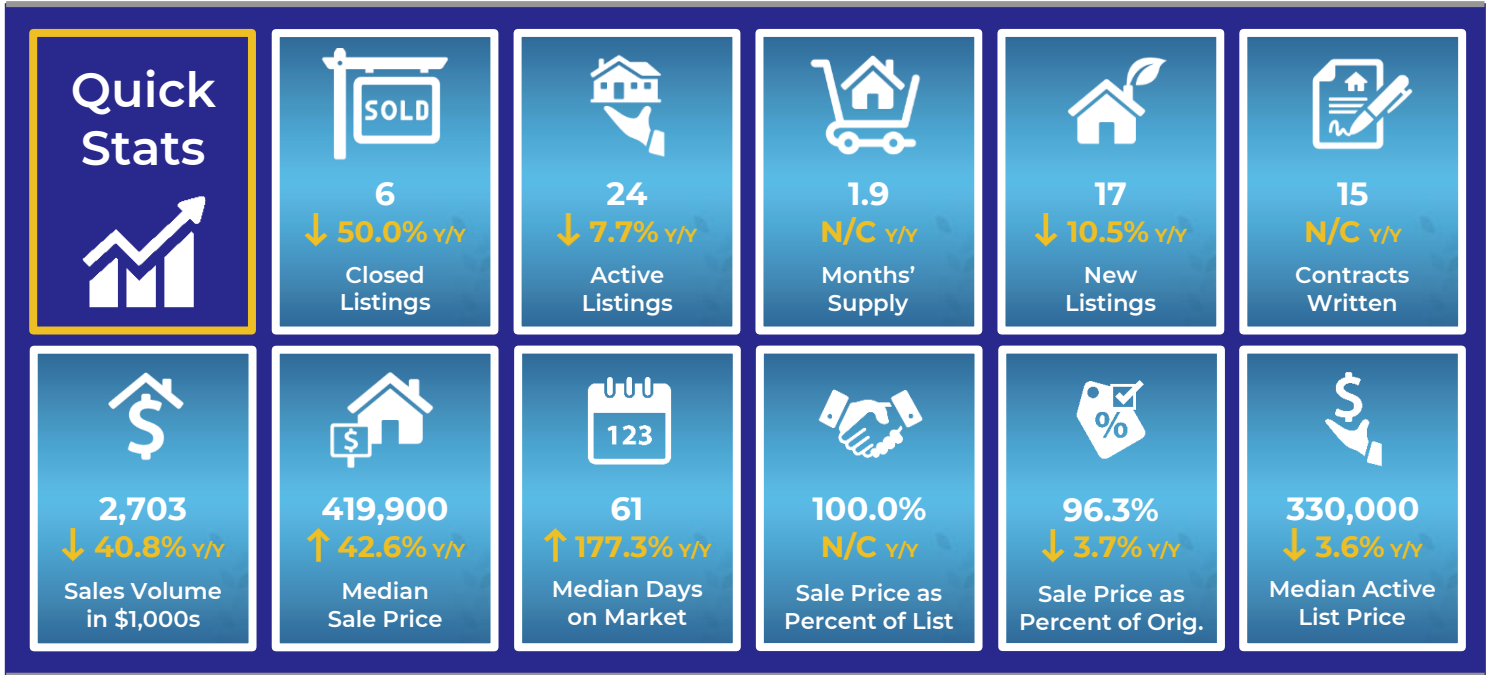 Quick
Stats
SOLD
6
↓ 50.0% Y/Y
Closed
Listings
24
↓ 7.7% Y/Y
Active
Listings
1.9
N/C Y/Y
Months’
Supply
17
↓ 10.5% Y/Y
New
Listings
15
N/C Y/Y
Contracts
Written
$
2,703
↓ 40.8% Y/Y
Sales Volume
in $1,000s
$
419,900
↑ 42.6% Y/Y
Median
Sale Price
123
61
↑ 177.3% Y/Y
Median Days
on Market
100.0%
N/C Y/Y
Sale Price as
Percent of List
%
96.3%
↓ 3.7% Y/Y
Sale Price as
Percent of Orig.
$
330,000
↓ 3.6% Y/Y
Median Active
List Price